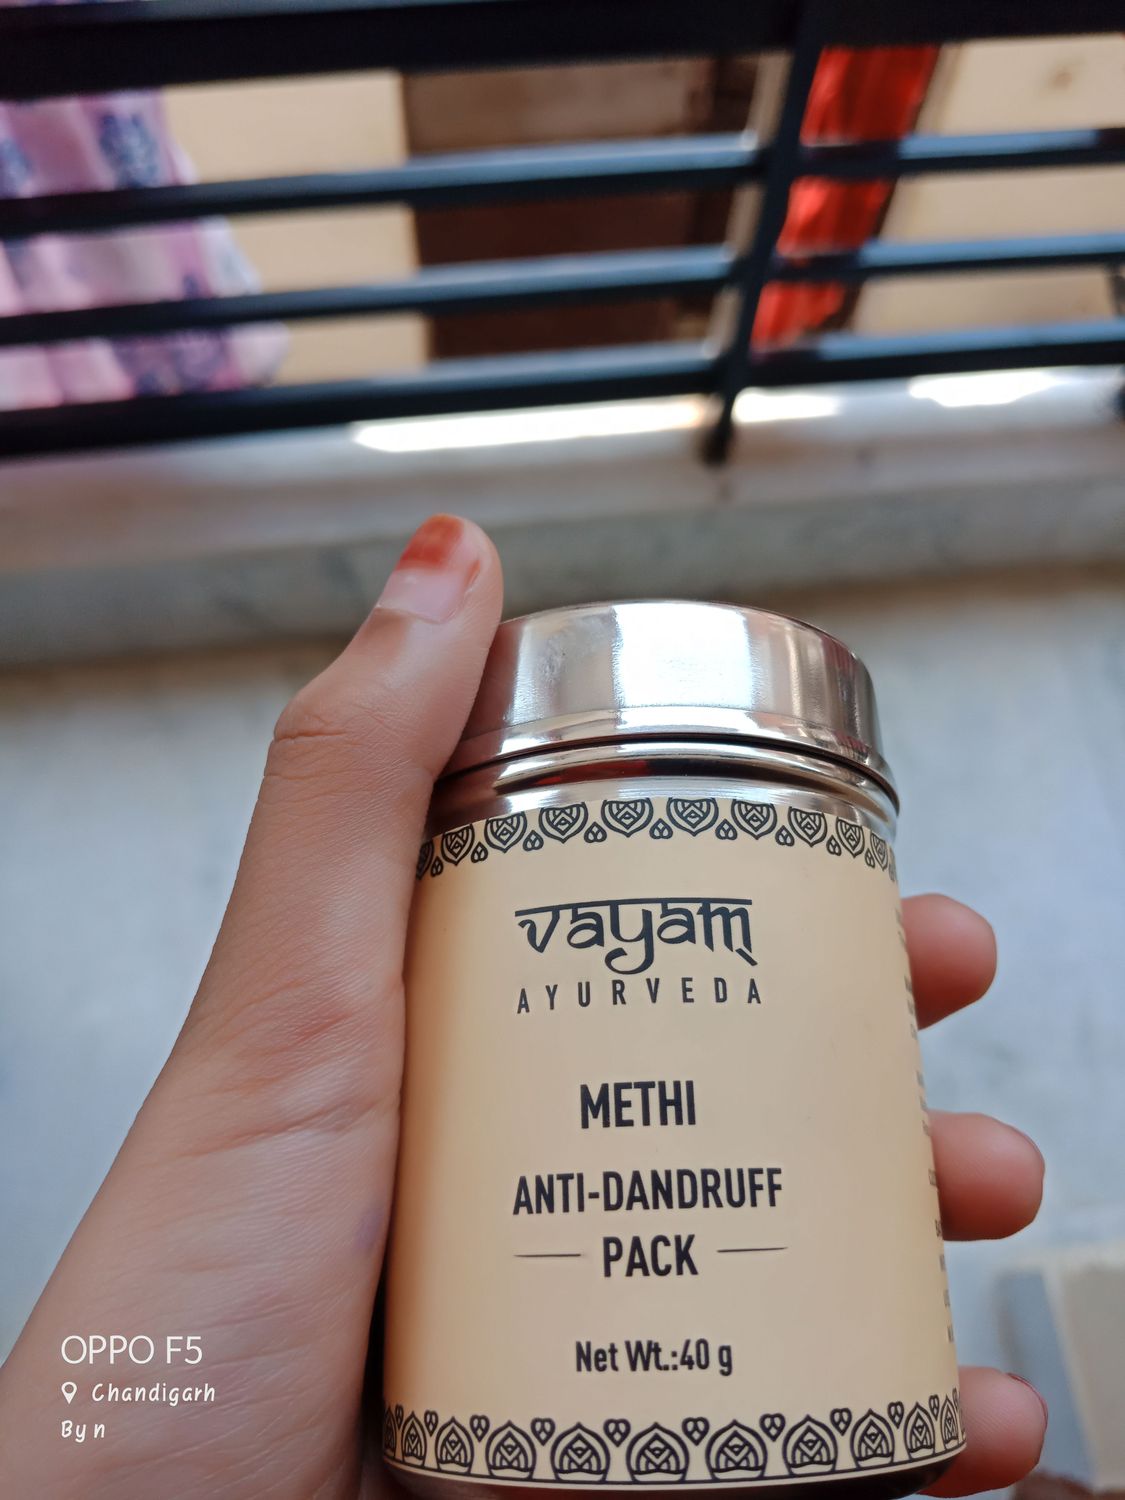 vayam
AYURVEDA
METHI
ANTI-DANDRUFF
PACK
Net Wt.:40 g
OPPO F5
Chandigarh
By n